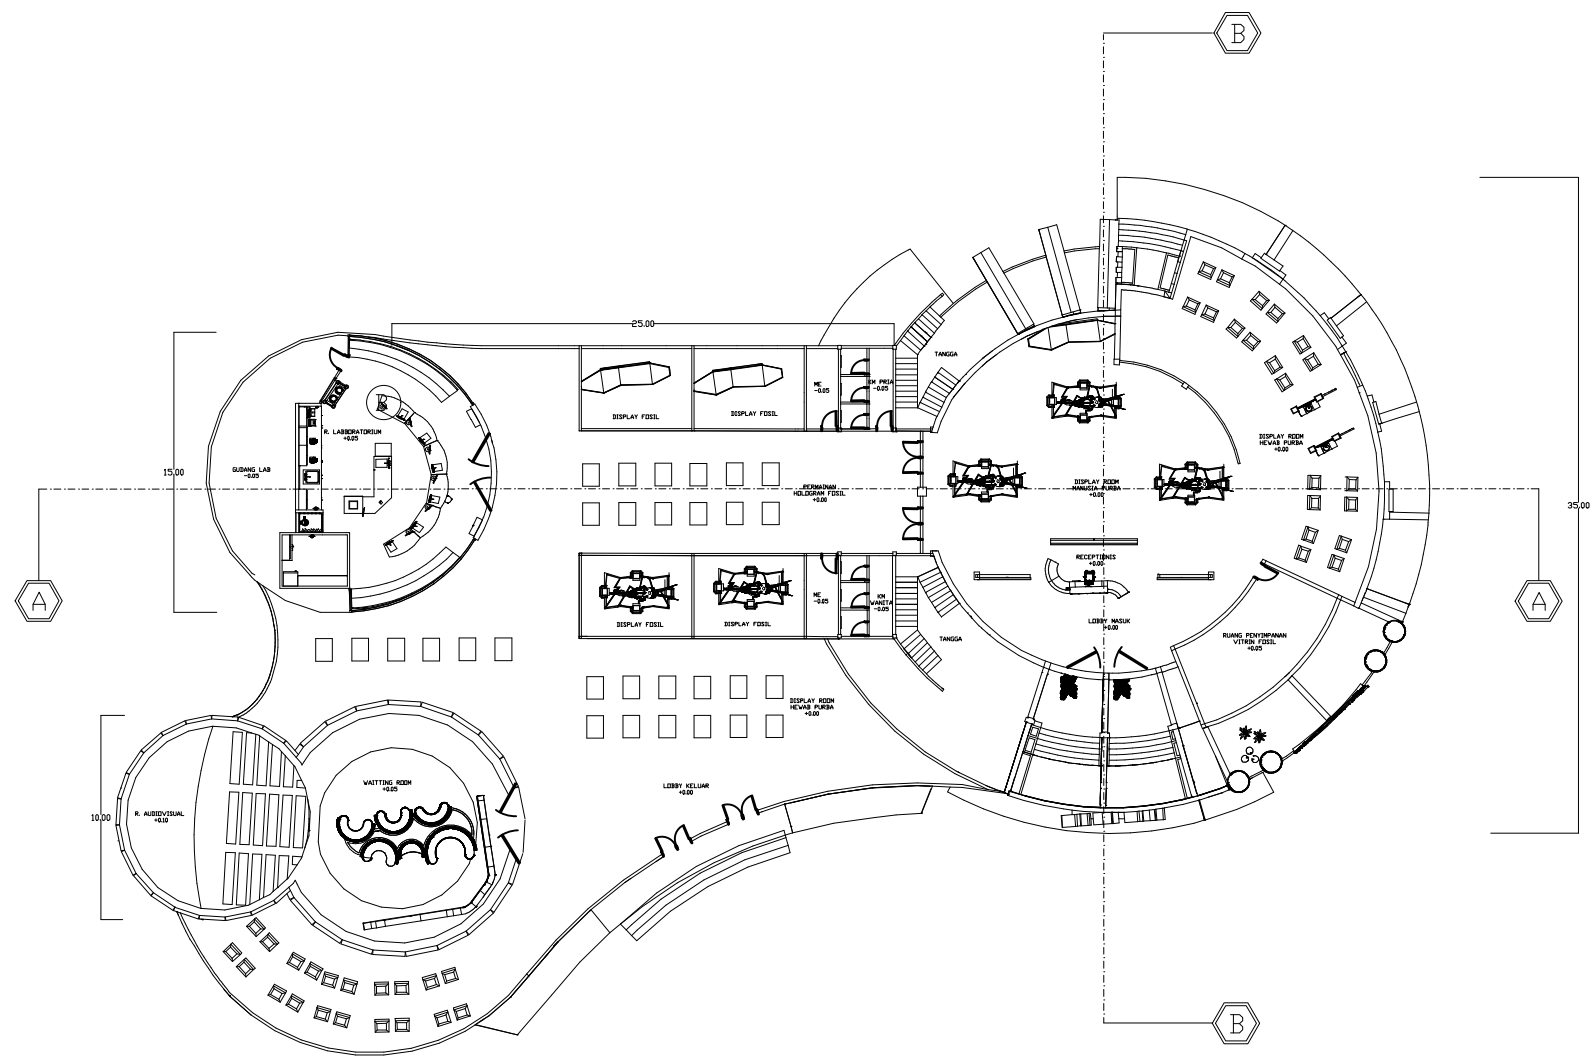 B
25.00
TANGGA
ME
-0.05
KM PRIA
-0.05
DISPLAY FOSIL
DISPLAY FOSIL
R. LABBORATORIUM
+0.05
DISPLAY ROOM
HEWAB PURBA
+0.00
GUDANG LAB
-0.05
15.00
PERMAINAN
HOLOGRAM FOSIL
+0.00
DISPLAY ROOM
MANUSIA PURBA
+0.00
35.00
RECEPTIONIS
+0.00
A
A
ME
-0.05
KM
WANITA
-0.05
DISPLAY FOSIL
DISPLAY FOSIL
LOBBY MASUK
+0.00
TANGGA
RUANG PENYIMPANAN
VITRIN FOSIL
+0.05
DISPLAY ROOM
HEWAB PURBA
+0.00
WAITTING ROOM
+0.05
LOBBY KELUAR
+0.00
10.00
R. AUDIOVISUAL
+0.10
B